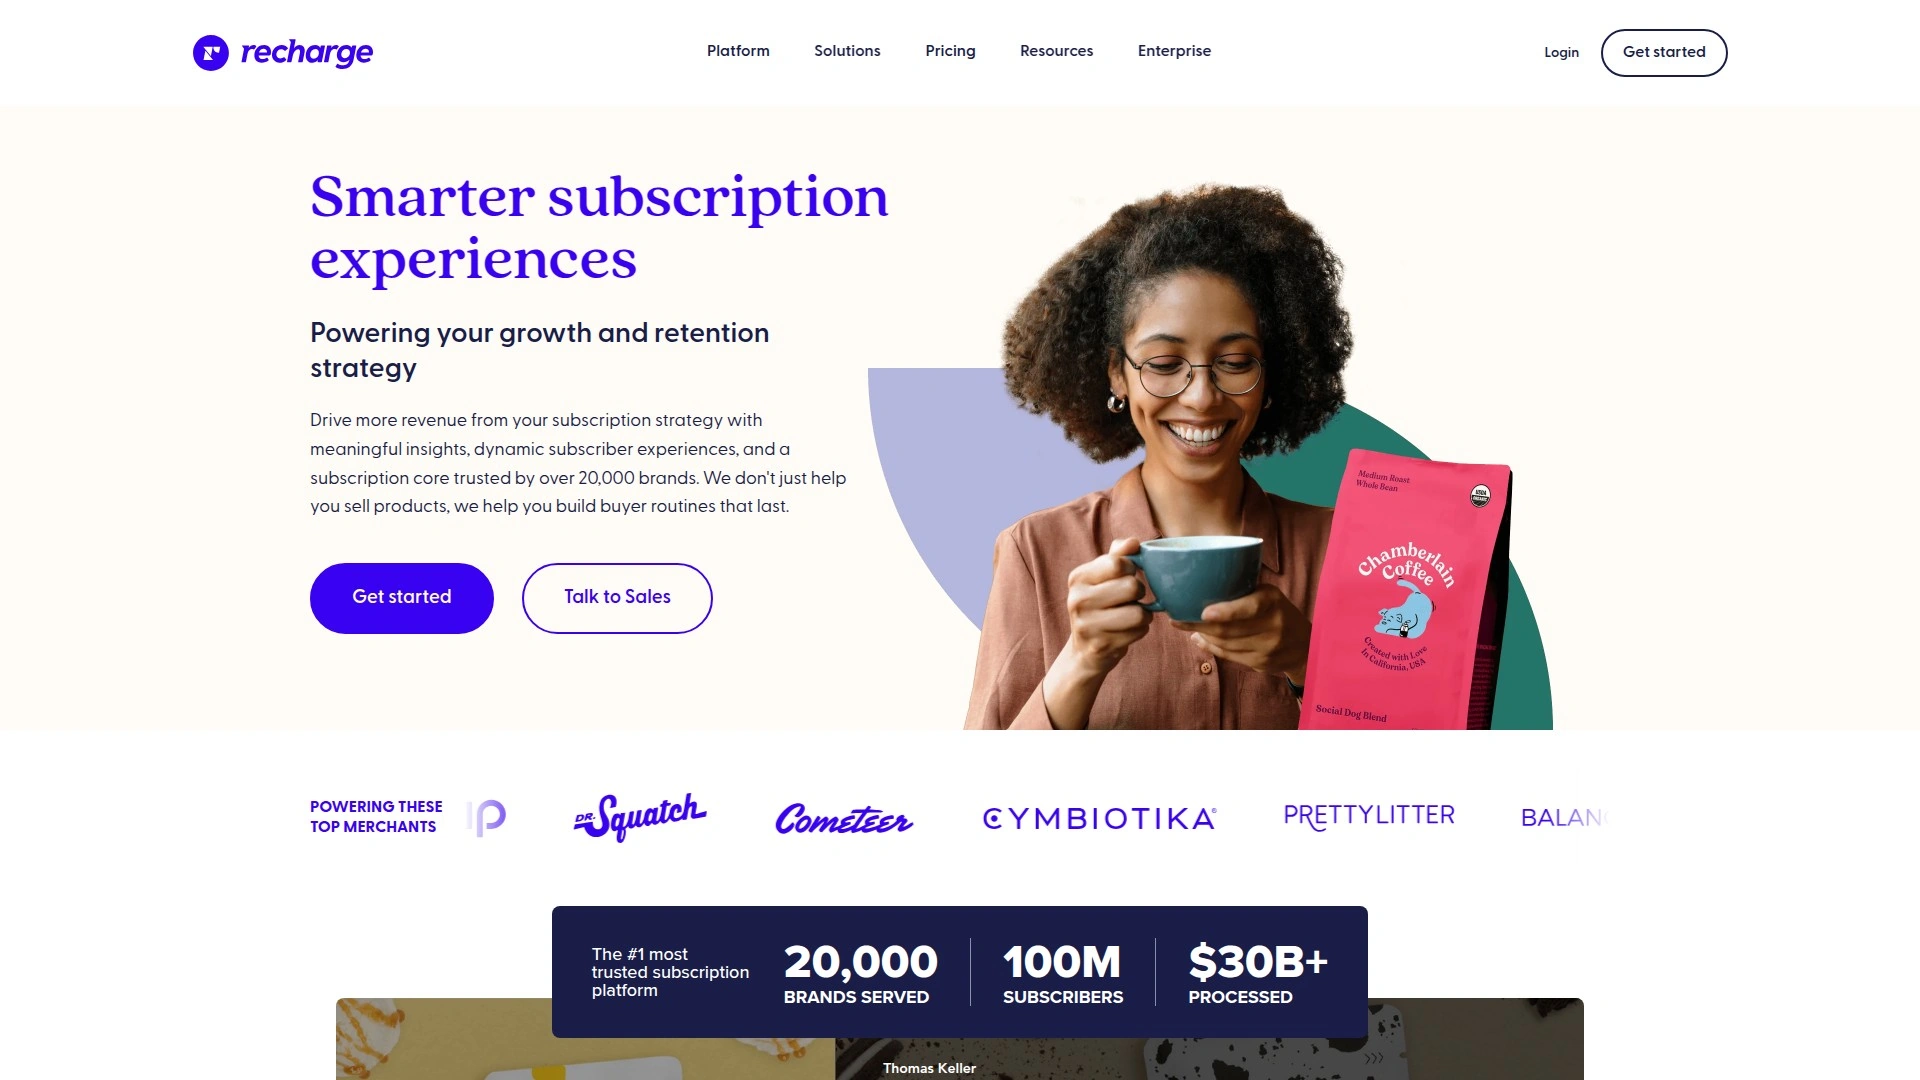 recharge
Platform
Solutions
Pricing
Resources
Enterprise
Login
Get started
Smarter subscription
experiences
Powering your growth and retention
strategy
Drive more revenue from your subscription strategy with
meaningful insights, dynamic subscriber experiences, and a
subscription core trusted by over 20,000 brands. We don't just help
you sell products, we help you build buyer routines that last.
Get started
Talk to Sales
Medium Roast
Whole Bean
USDA
ORGANIC
Chamberlain
Coffee
Created with Love
In California, USA
Social Dog Blend
POWERING THESE
TOP MERCHANTS
DR. Squatch
Cometeer
CYMBIOTIKA®
PRETTYLITTER
The #1 most
trusted subscription
platform
20,000
BRANDS SERVED
100M
SUBSCRIBERS
$30B+
PROCESSED
Thomas Keller